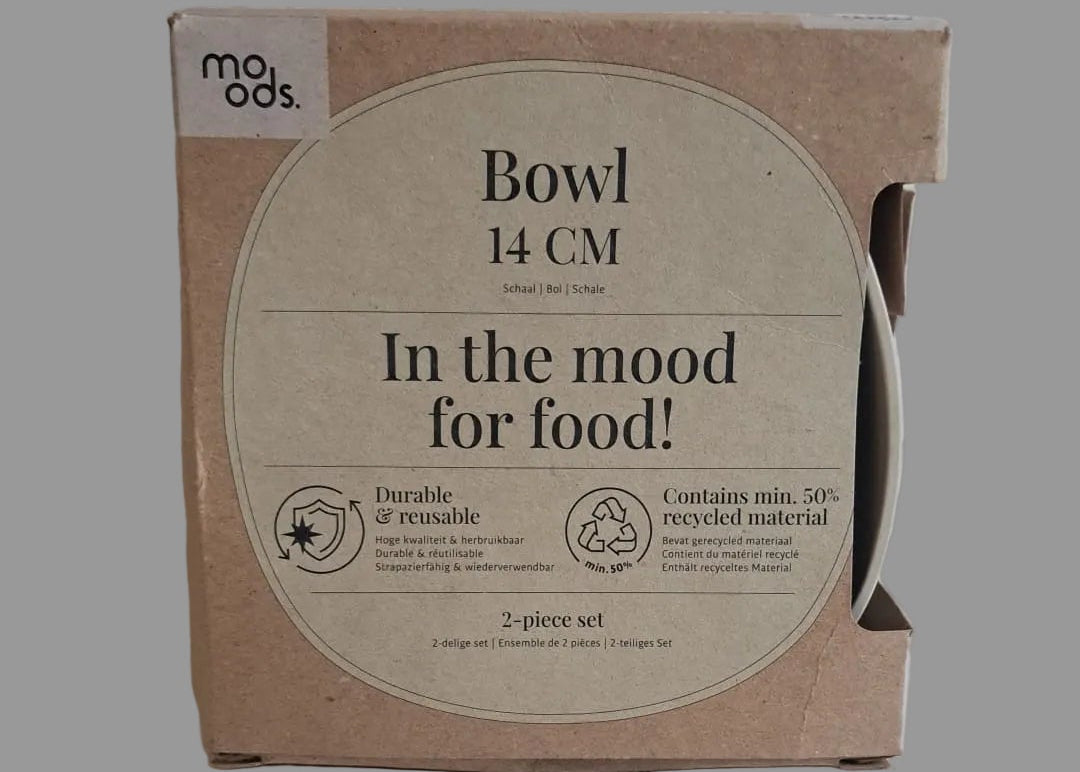 mo
ods.
Bowl
14 CM
Schaal | Bol | Schale
In the mood
for food!
Durable
& reusable
Hoge kwaliteit & herbruikbaar
Durable & réutilisable
Strapazierfähig & wiederverwendbar
min.50%
Contains min. 50%
recycled material
Bevat gerecycled materiaal
Contient du matériel recyclé
Enthält recyceltes Material
2-piece set
2-delige set | Ensemble de 2 pièces | 2-teiliges Set